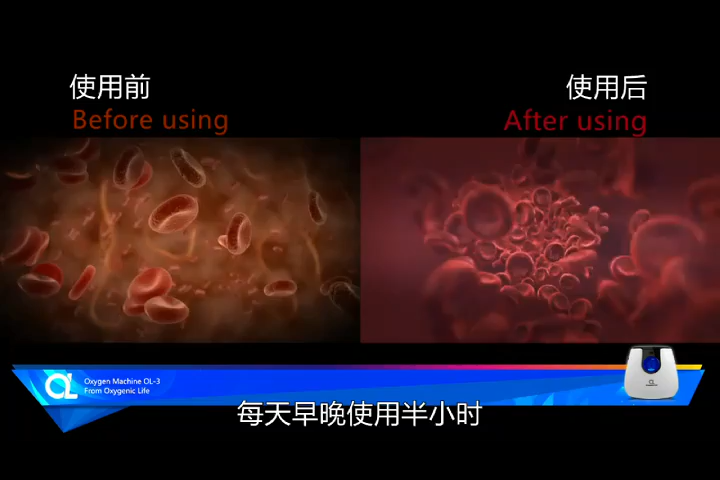 使用前
Before using
使用后
After using
OL
Oxygen Machine OL-3
From Oxygenic Life
每天早晚使用半小时